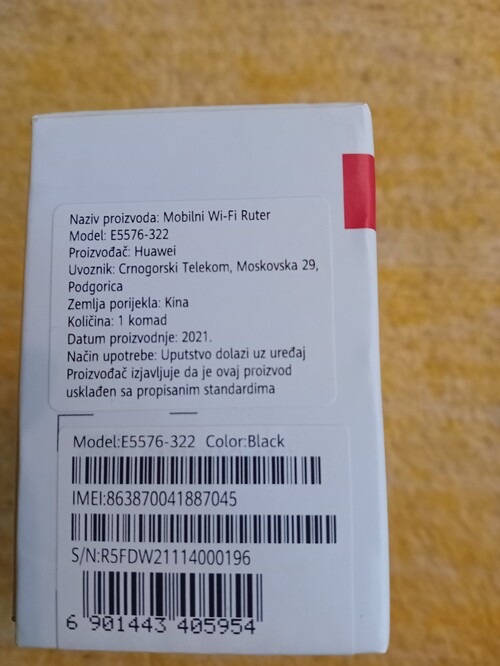 Naziv proizvoda: Mobilni Wi-Fi Ruter
Model: E5576-322
Proizvođač: Huawei
Uvoznik: Crnogorski Telekom, Moskovska 29,
Podgorica
Zemlja porijekla: Kina
Količina: 1 komad
Datum proizvodnje: 2021.
Način upotrebe: Uputstvo dolazi uz uređaj
Proizvođač izjavljuje da je ovaj proizvod
usklađen sa propisanim standardima
Model:E5576-322 Color:Black
IMEI:863870041887045
S/N:R5FDW21114000196
6 901443 405954